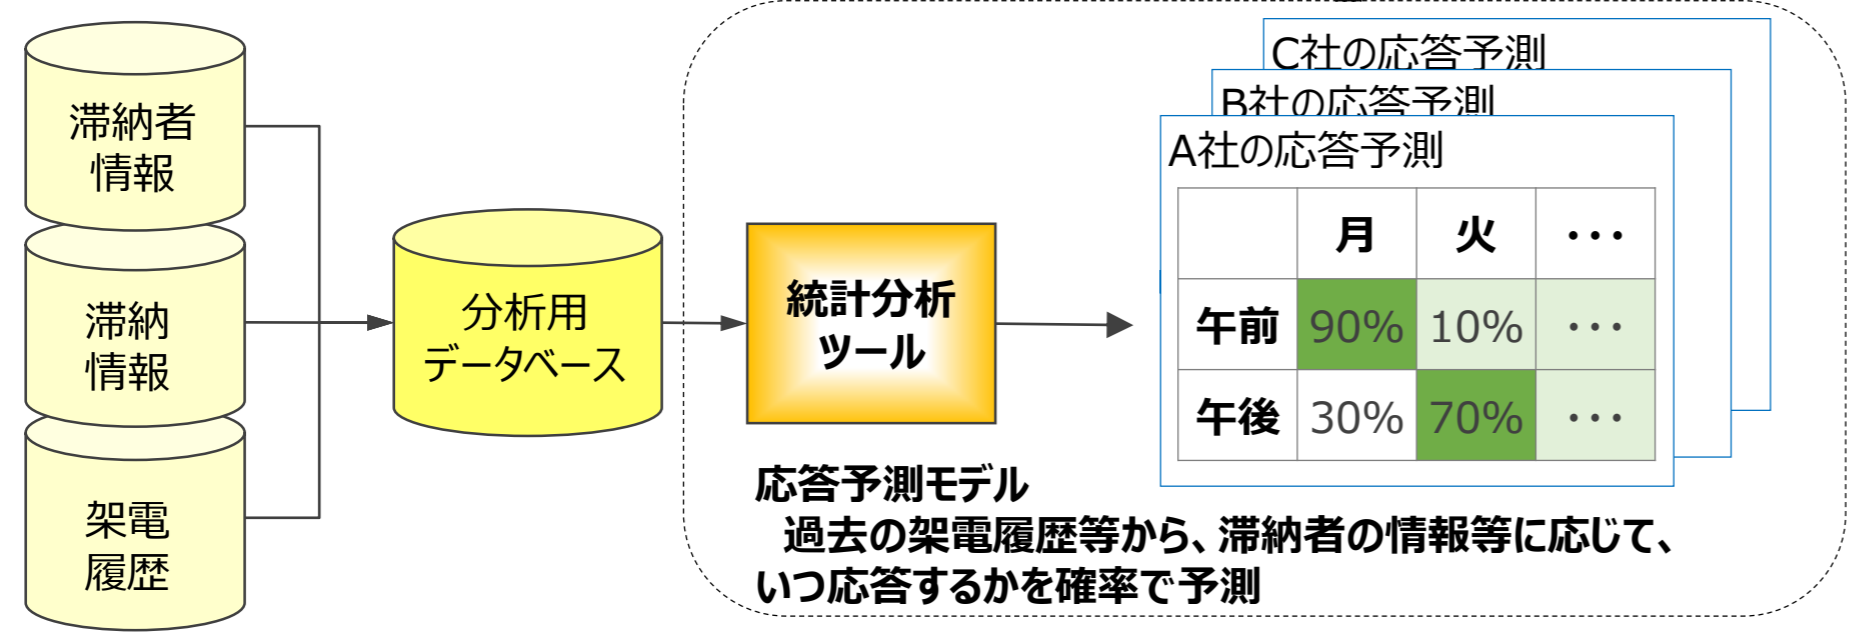 滞納者
情報
滞納
情報
架電
履歴
分析用
データベース
統計分析
ツール
C社の応答予測
B社の応答予測
A社の応答予測
月 火 ･･･
午前 90% 10% ･･･
午後 30% 70% ･･･
応答予測モデル
過去の架電履歴等から、滞納者の情報等に応じて、
いつ応答するかを確率で予測